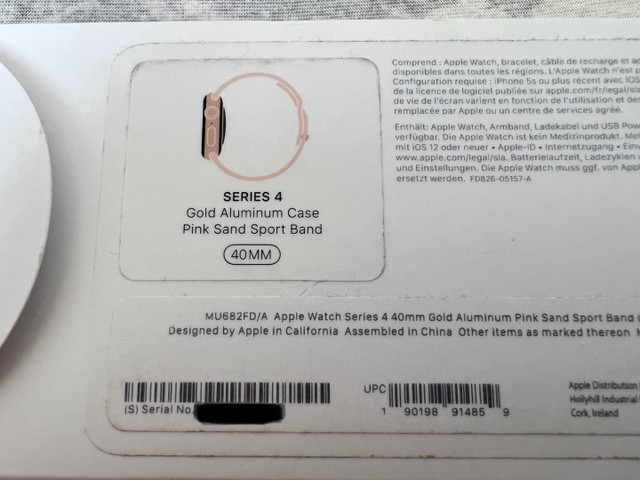 SERIES 4
Gold Aluminum Case
Pink Sand Sport Band
40MM
Comprend : Apple Watch, bracelet, câble de recharge et
disponibles dans toutes les régions. L'Apple Watch n'est
Configuration requise : iPhone 5s ou plus récent avec iOS
de la licence de logiciel publiée sur apple.com/fr/legal/sla
de vie de l'écran varient en fonction de l'utilisation
remplacée par Apple ou un centre de services agréé.
Enthält: Apple Watch, Armband, Ladekabel und USB
verfügbar. Die Apple Watch ist kein Medizinprodukt.
mit iOS 12 oder neuer • Apple-ID • Internetzugang •
www.apple.com/legal/sla. Batterielaufzeit, Ladezyklen
und Einstellungen. Die Apple Watch muss ggf. von
ersetzt werden. FD826-05157-A
MU682FD/A Apple Watch Series 4 40mm Gold Aluminum Pink Sand Sport Band
Designed by Apple in California Assembled in China Other items as marked thereon
(S) Serial No.
UPC
1 90198 91485 9
Apple Distribution
Hollyhill Industrial
Cork, Ireland